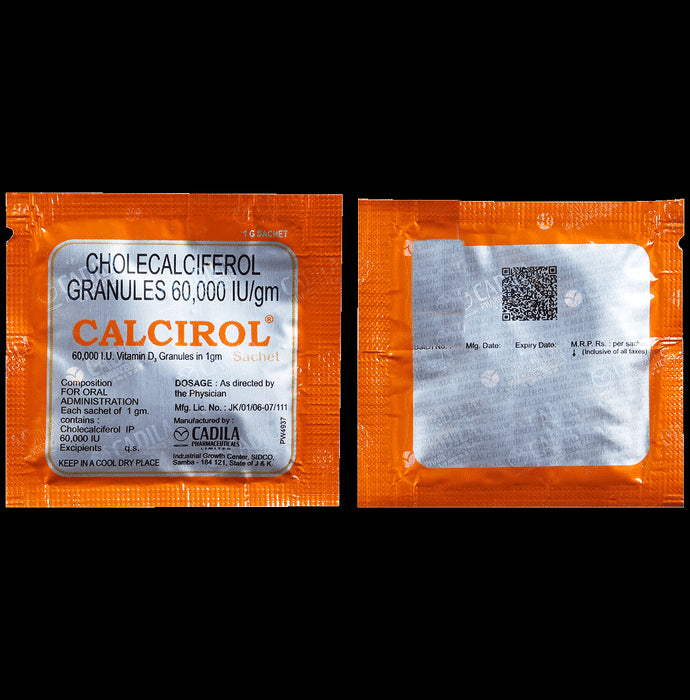 1 G SACHET
CHOLECALCIFEROL
GRANULES 60,000 IU/gm
CALCIROL®
60,000 I.U. Vitamin D3 Granules in 1gm
Sachet
Composition
FOR ORAL
ADMINISTRATION
Each sachet of 1 gm.
contains :
Cholecalciferol IP
60,000 IU
Excipients q.s.
KEEP IN A COOL DRY PLACE
DOSAGE : As directed by
the Physician
Mfg. Lic. No. : JK/01/06-07/111
Manufactured by :
CADILA
PHARMACEUTICALS
LIMITED
Industrial Growth Center, SIDCO,
Samba - 184 121, State of J & K.
PW4937
Batch No. : Mfg. Date: Expiry Date: M.R.P. Rs. : per sach
↓ (Inclusive of all taxes)